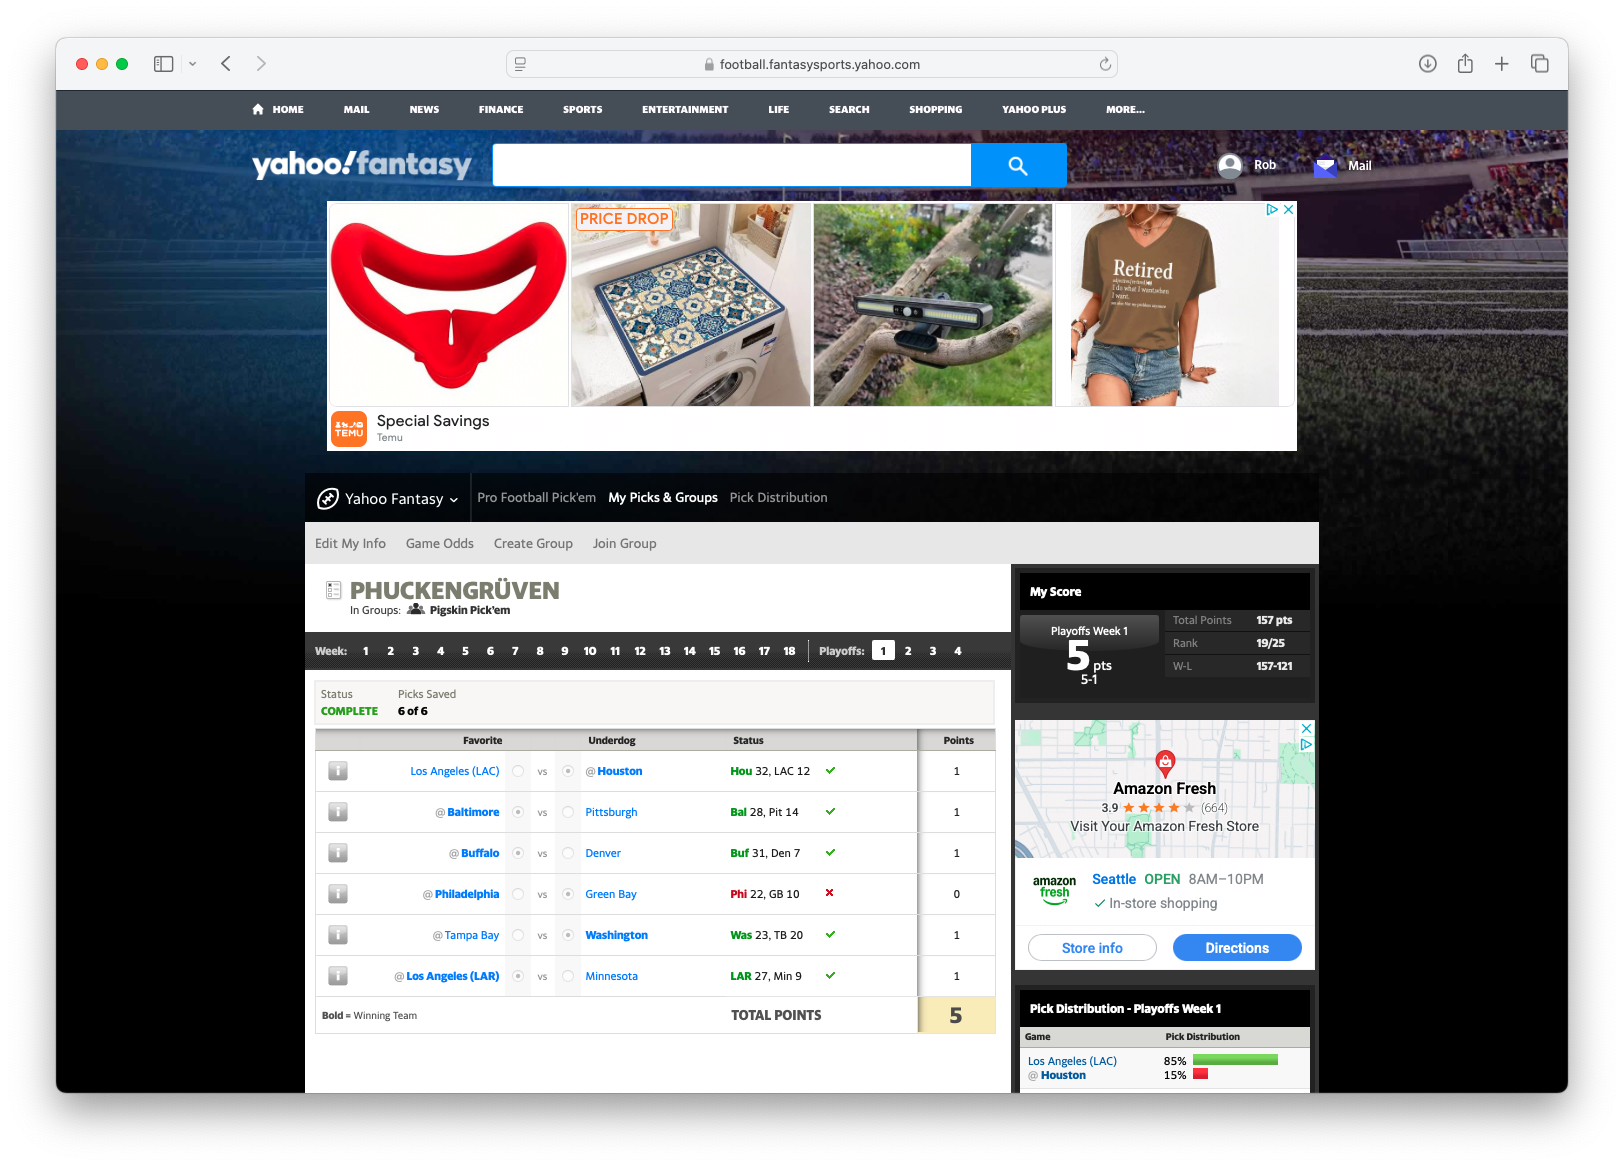 football.fantasysports.yahoo.com
HOME MAIL NEWS FINANCE SPORTS ENTERTAINMENT LIFE SEARCH SHOPPING YAHOO PLUS MORE...
yahoo!fantasy
Rob Mail
PRICE DROP
Retired
I do what I want when
I want.
TEMU
Special Savings
Temu
Yahoo Fantasy Pro Football Pick'em My Picks & Groups Pick Distribution
Edit My Info Game Odds Create Group Join Group
PHUCKENGRÜVEN
In Groups: Pigskin Pick'em
Week: 1 2 3 4 5 6 7 8 9 10 11 12 13 14 15 16 17 18 Playoffs: 1 2 3 4
Status Picks Saved
COMPLETE 6 of 6
Favorite Underdog Status Points
Los Angeles (LAC) vs @ Houston Hou 32, LAC 12 1
@ Baltimore vs Pittsburgh Bal 28, Pit 14 1
@ Buffalo vs Denver Buf 31, Den 7 1
@ Philadelphia vs Green Bay Phi 22, GB 10 0
@ Tampa Bay vs Washington Was 23, TB 20 1
@ Los Angeles (LAR) vs Minnesota LAR 27, Min 9 1
Bold = Winning Team TOTAL POINTS 5
My Score
Playoffs Week 1
5 pts
5-1
Total Points 157 pts
Rank 19/25
W-L 157-121
Amazon Fresh
3.9 (664)
Visit Your Amazon Fresh Store
amazon fresh
Seattle OPEN 8AM–10PM
In-store shopping
Store info Directions
Pick Distribution - Playoffs Week 1
Game Pick Distribution
Los Angeles (LAC) 85%
@ Houston 15%